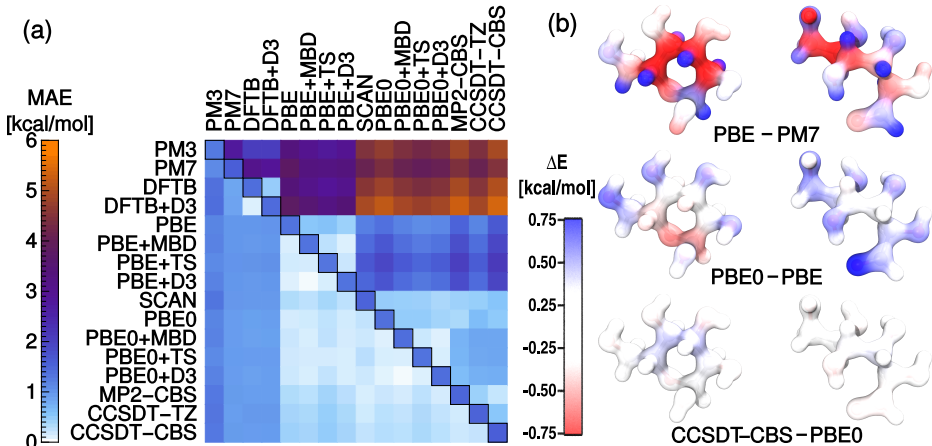 (a)
PM3
PM7
DFTB
DFTB+D3
PBE
PBE+MBD
PBE+TS
PBE+D3
SCAN
PBE0
PBE0+MBD
PBE0+TS
PBE0+D3
MP2-CBS
CCSDT-TZ
CCSDT-CBS
MAE
[kcal/mol]
6
5
4
3
2
1
0
PM3
PM7
DFTB
DFTB+D3
PBE
PBE+MBD
PBE+TS
PBE+D3
SCAN
PBE0
PBE0+MBD
PBE0+TS
PBE0+D3
MP2-CBS
CCSDT-TZ
CCSDT-CBS
(b)
ΔE
[kcal/mol]
0.75
0.50
0.25
-0.25
-0.50
-0.75
PBE - PM7
PBE0 - PBE
CCSDT-CBS - PBE0